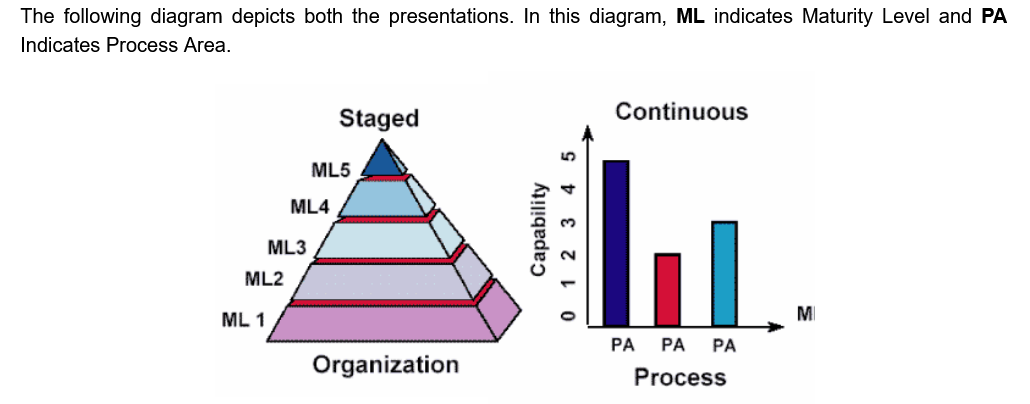 The following diagram depicts both the presentations. In this diagram, ML indicates Maturity Level and PA
Indicates Process Area.
Staged
ML5
ML4
ML3
ML2
ML 1
Organization
Continuous
Capability
5
4
3
2
1
0
PA PA PA
Process